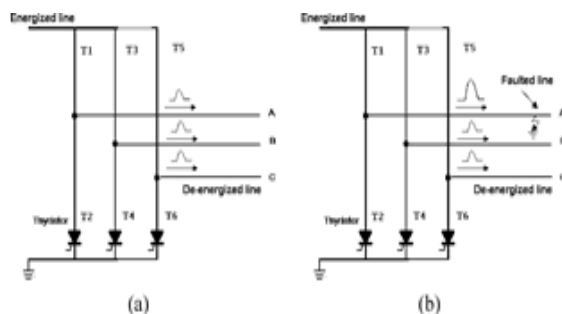 Energized line
T1 T3 T5
A
B
C
De-energized line
Thyristor T2 T4 T6
(a)
Energized line
T1 T3 T5
Faulted line
A
De-energized line
Thyristor T2 T4 T6
(b)